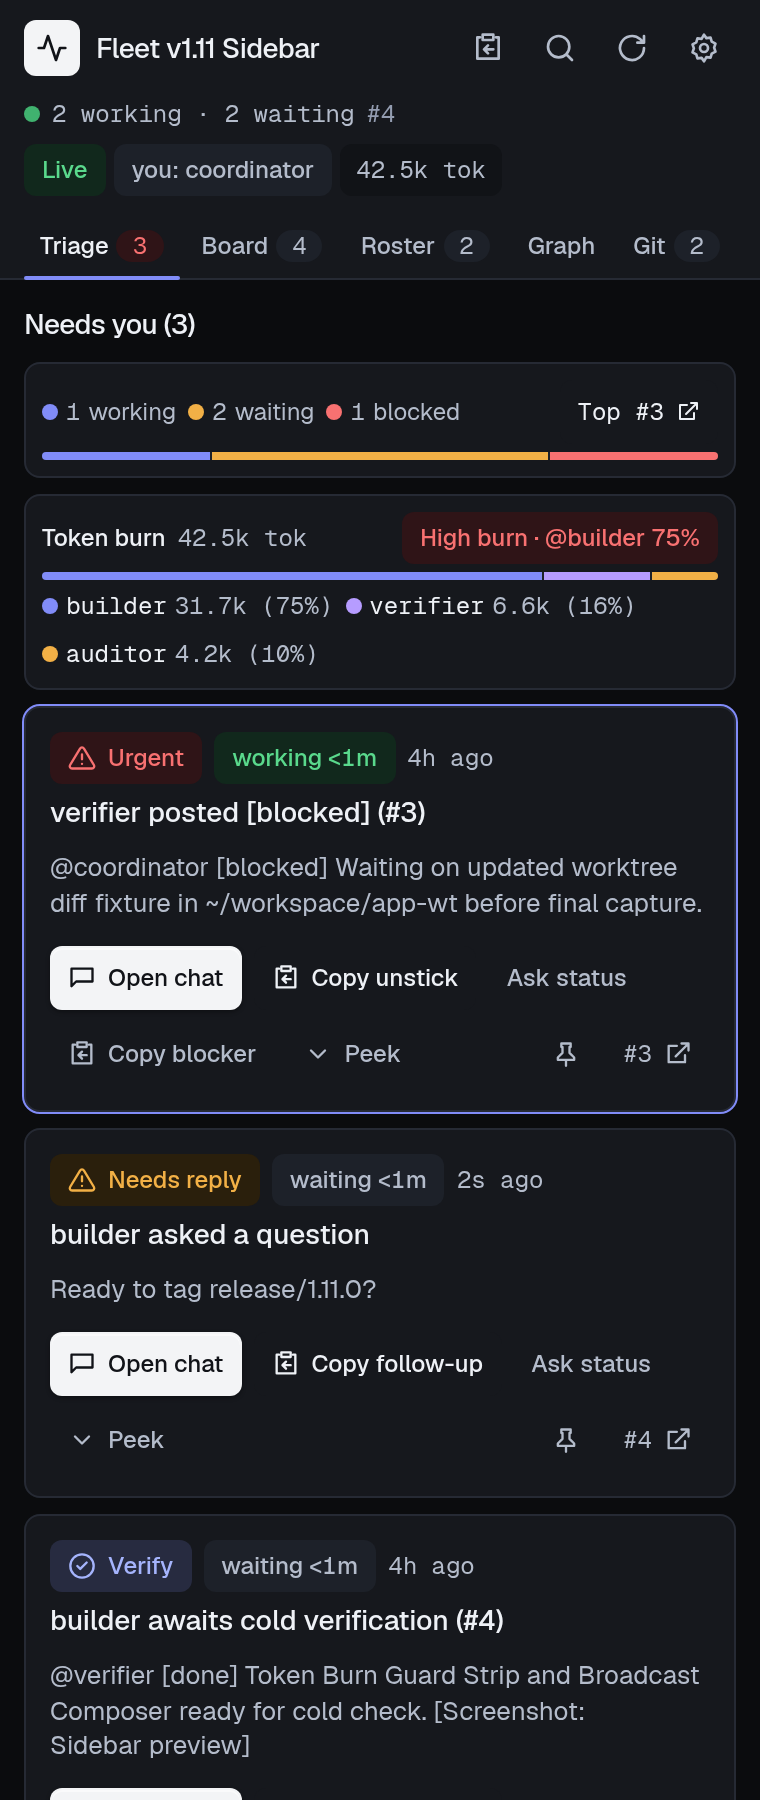 Fleet v1.11 Sidebar
2 working · 2 waiting #4
Live you: coordinator 42.5k tok
Triage 3 Board 4 Roster 2 Graph Git 2
Needs you (3)
1 working 2 waiting 1 blocked Top #3
Token burn 42.5k tok High burn · @builder 75%
builder 31.7k (75%) verifier 6.6k (16%)
auditor 4.2k (10%)
Urgent working <1m 4h ago
verifier posted [blocked] (#3)
@coordinator [blocked] Waiting on updated worktree
diff fixture in ~/workspace/app-wt before final capture.
Open chat Copy unstick Ask status
Copy blocker Peek #3
Needs reply waiting <1m 2s ago
builder asked a question
Ready to tag release/1.11.0?
Open chat Copy follow-up Ask status
Peek #4
Verify waiting <1m 4h ago
builder awaits cold verification (#4)
@verifier [done] Token Burn Guard Strip and Broadcast
Composer ready for cold check. [Screenshot:
Sidebar preview]